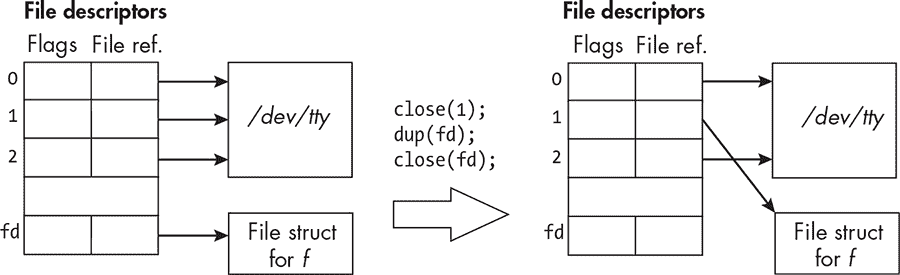 File descriptors
Flags File ref.
0
1
2
fd
/dev/tty
File struct
for f
close(1);
dup(fd);
close(fd);
File descriptors
Flags File ref.
0
1
2
fd
/dev/tty
File struct
for f